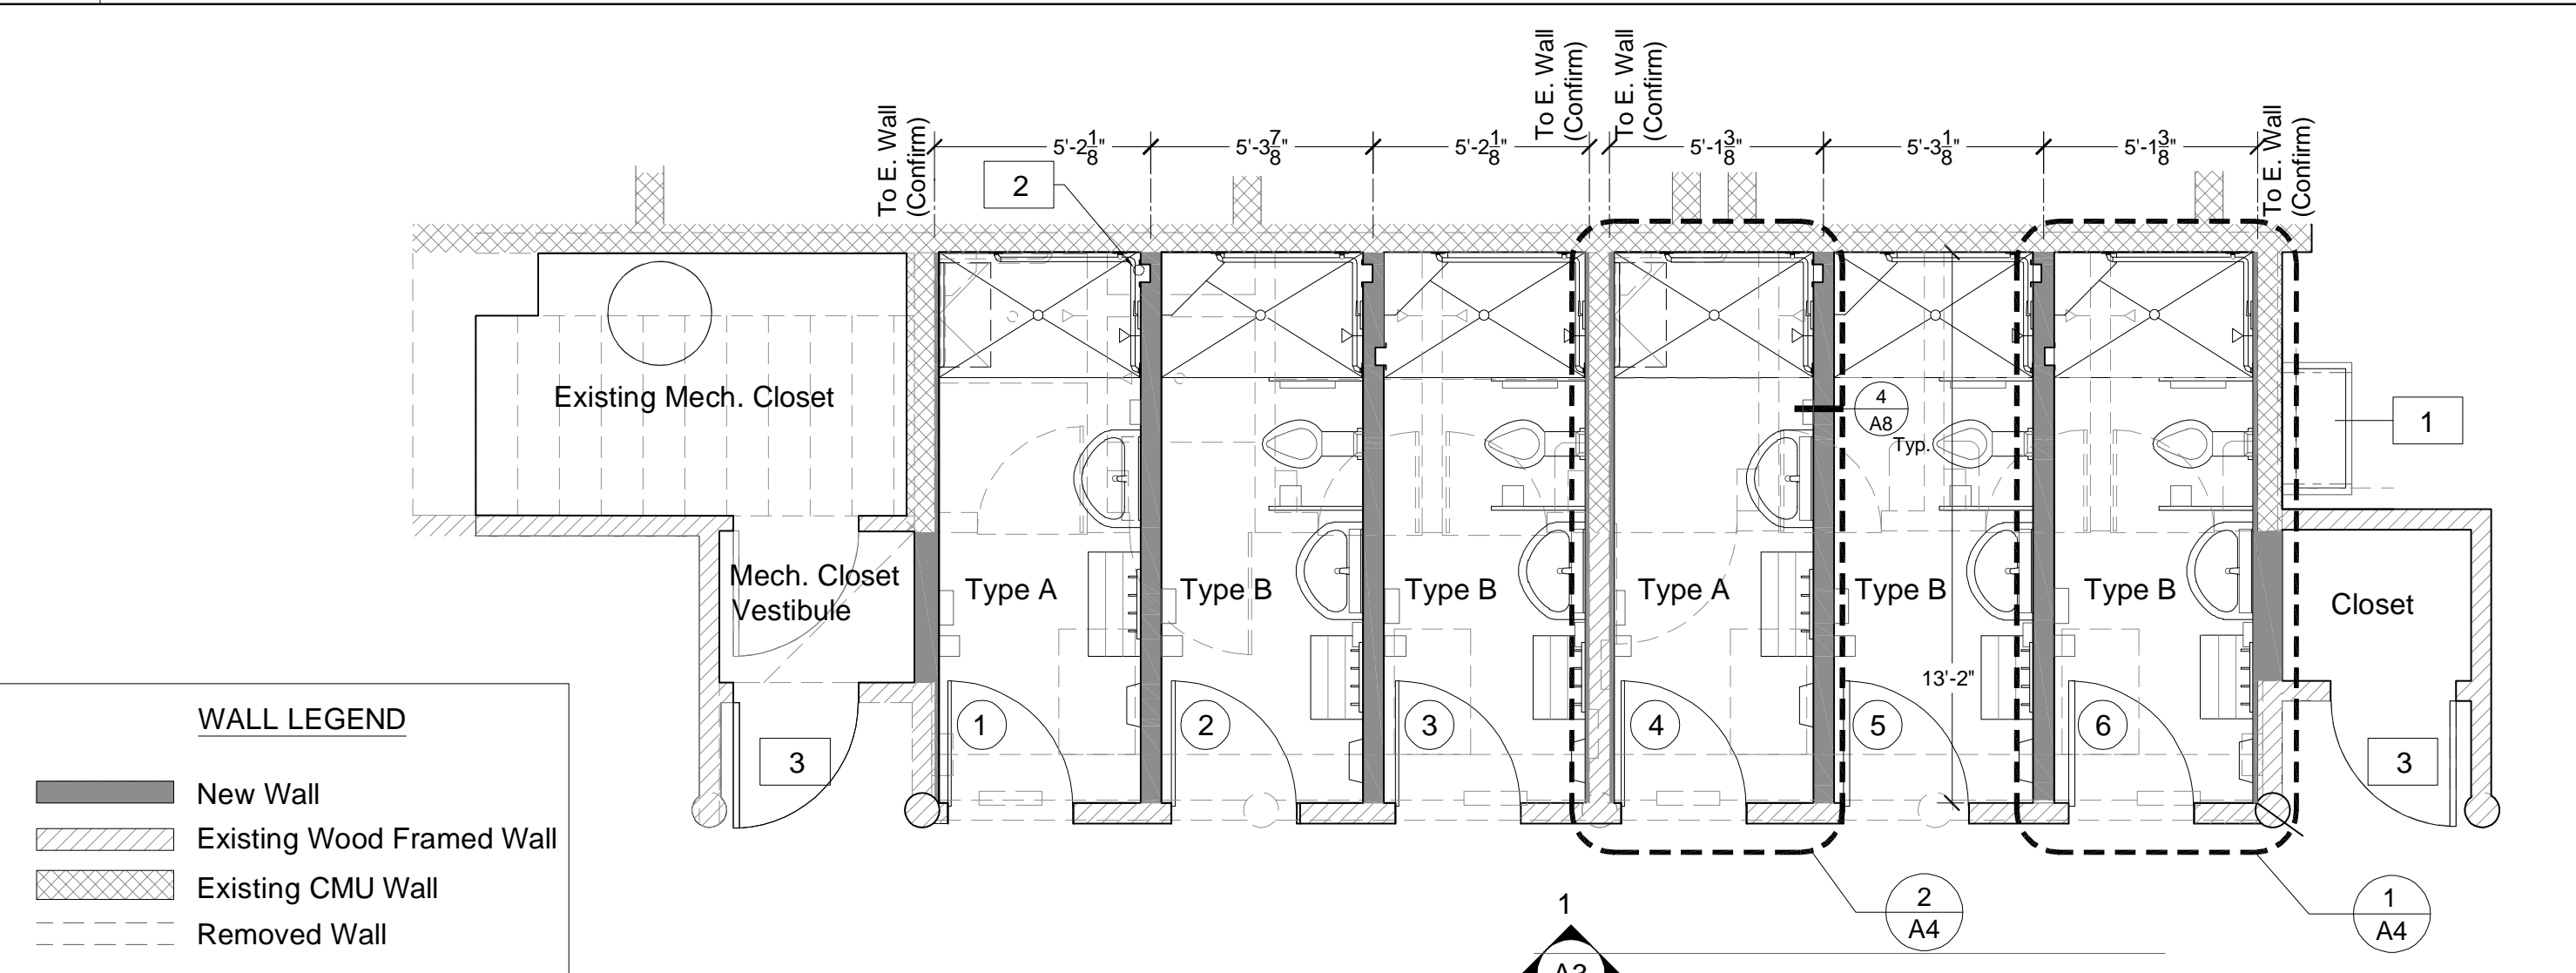 To E. Wall
(Confirm)
To E. Wall
(Confirm)
To E. Wall
(Confirm)
To E. Wall
(Confirm)
5'-2 1/8"
5'-3 7/8"
5'-2 1/8"
5'-1 3/8"
5'-3 1/8"
5'-1 3/8"
2
Existing Mech. Closet
4
A8
Typ.
1
Mech. Closet
Vestibule
Type A
Type B
Type B
Type A
Type B
Type B
Closet
13'-2"
1
2
3
4
5
6
3
3
WALL LEGEND
New Wall
Existing Wood Framed Wall
Existing CMU Wall
Removed Wall
1
2
A4
1
A4
A3